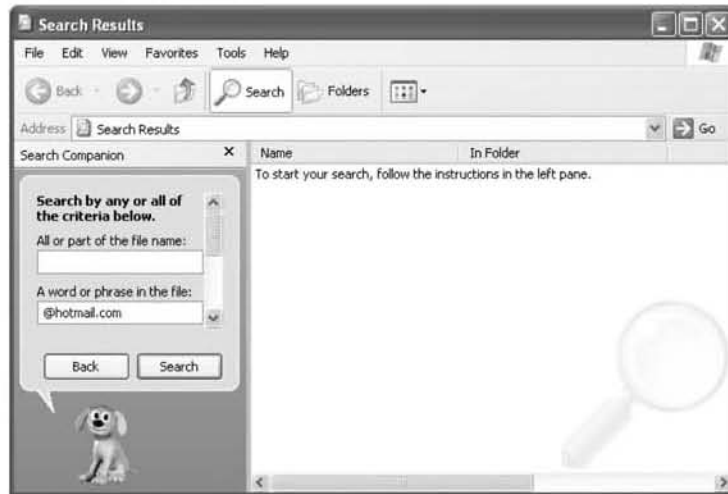 Search Results
File Edit View Favorites Tools Help
Back Search Folders
Address Search Results Go
Search Companion
Name In Folder
To start your search, follow the instructions in the left pane.
Search by any or all of
the criteria below.
All or part of the file name:
A word or phrase in the file:
@hotmail.com
Back Search